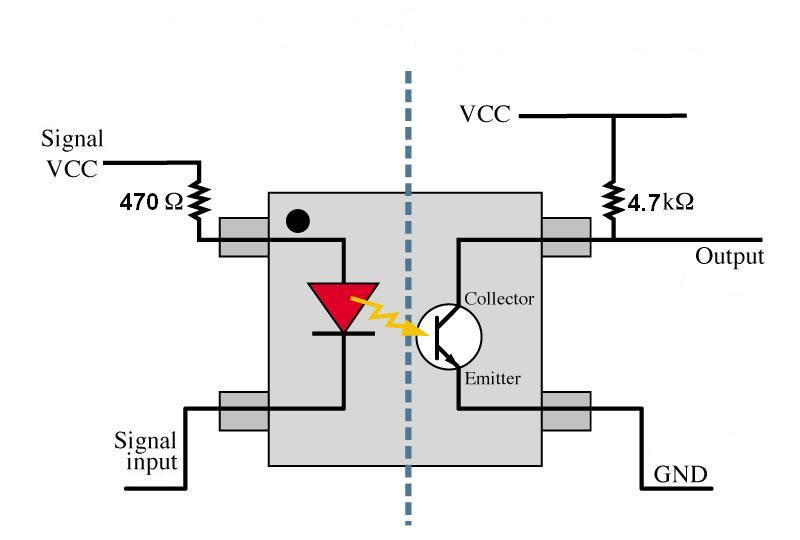 Signal
VCC
470 Ω
VCC
4.7kΩ
Output
Collector
Emitter
Signal
input
GND